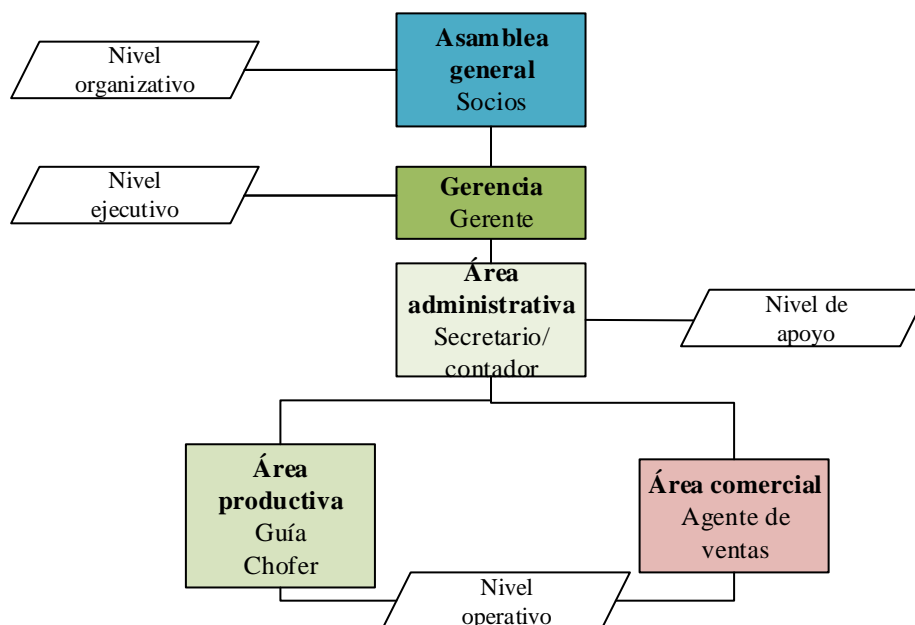 Asamblea
general
Socios
Nivel
organizativo
Gerencia
Gerente
Nivel
ejecutivo
Área
administrativa
Secretario/
contador
Nivel de
apoyo
Área
productiva
Guía
Chofer
Área comercial
Agente de
ventas
Nivel
operativo